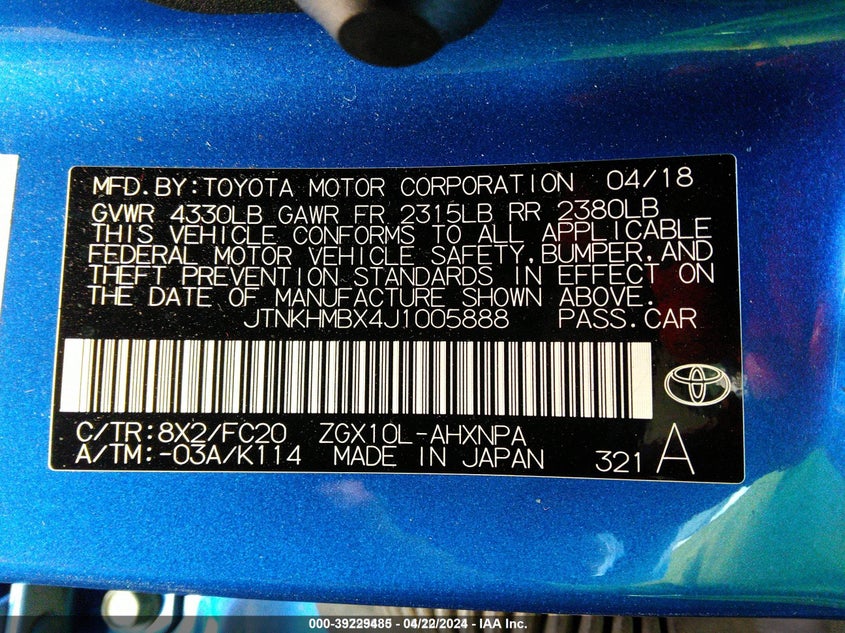 MFD.BY:TOYOTA MOTOR CORPORATION 04/18
GVWR 4330LB GAWR FR 2315LB RR 2380LB
THIS VEHICLE CONFORMS TO ALL APPLICABLE
FEDERAL MOTOR VEHICLE SAFETY,BUMPER,AND
THEFT PREVENTION STANDARDS IN EFFECT ON
THE DATE OF MANUFACTURE SHOWN ABOVE.
JTNKHMBX4J1005888 PASS.CAR
C/TR:8X2/FC20 ZGX10L-AHXNPA
A/TM:-03A/K114 MADE IN JAPAN 321 A
000-39229485 - 04/22/2024 - IAA Inc.